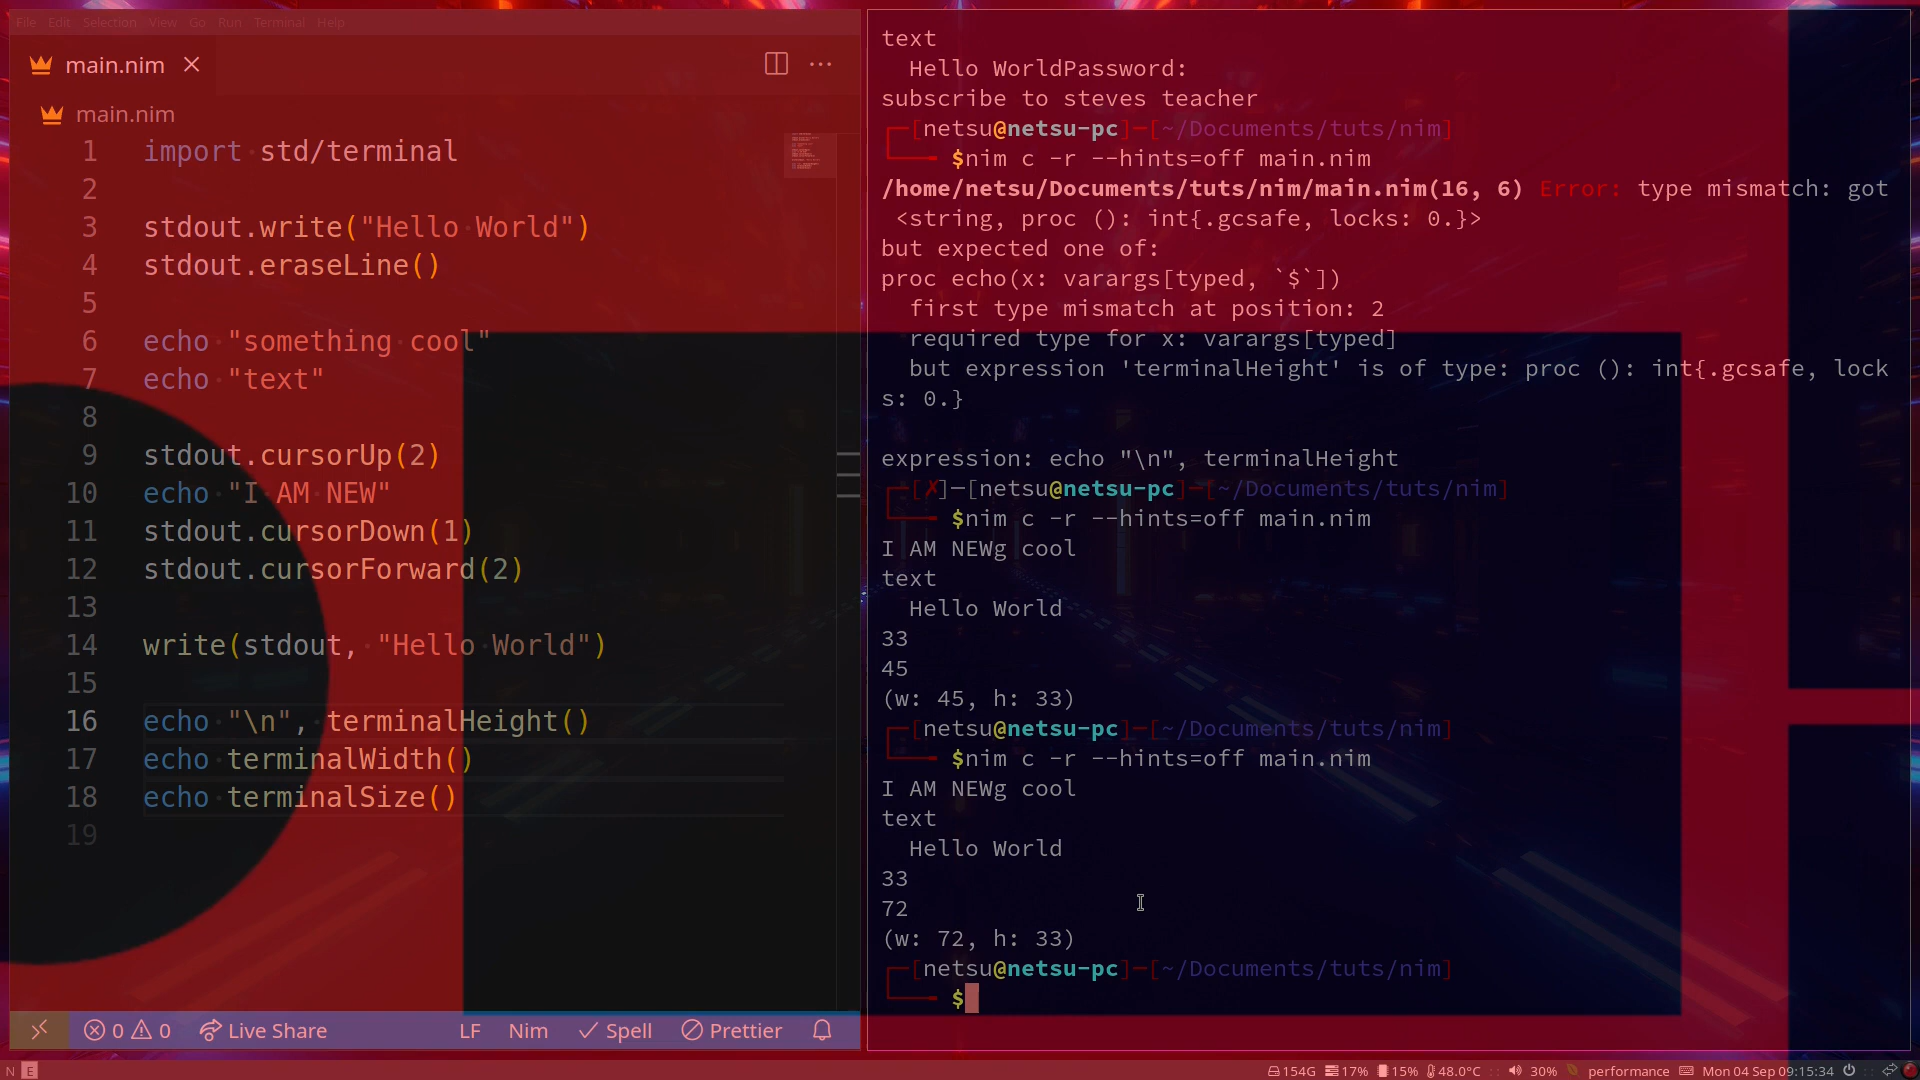 File Edit Selection View Go Run Terminal Help
main.nim
main.nim
1 import std/terminal
2
3 stdout.write("Hello World")
4 stdout.eraseLine()
5
6 echo "something cool"
7 echo "text"
8
9 stdout.cursorUp(2)
10 echo "I AM NEW"
11 stdout.cursorDown(1)
12 stdout.cursorForward(2)
13
14 write(stdout, "Hello World")
15
16 echo "\n", terminalHeight()
17 echo terminalWidth()
18 echo terminalSize()
19
0 0 Live Share LF Nim Spell Prettier
text
Hello WorldPassword:
subscribe to steves teacher
[netsu@netsu-pc]─[~/Documents/tuts/nim]
$nim c -r --hints=off main.nim
/home/netsu/Documents/tuts/nim/main.nim(16, 6) Error: type mismatch: got
<string, proc (): int{.gcsafe, locks: 0.}>
but expected one of:
proc echo(x: varargs[typed, `$`])
first type mismatch at position: 2
required type for x: varargs[typed]
but expression 'terminalHeight' is of type: proc (): int{.gcsafe, lock
s: 0.}
expression: echo "\n", terminalHeight
[✗]─[netsu@netsu-pc]─[~/Documents/tuts/nim]
$nim c -r --hints=off main.nim
I AM NEWg cool
text
Hello World
33
45
(w: 45, h: 33)
[netsu@netsu-pc]─[~/Documents/tuts/nim]
$nim c -r --hints=off main.nim
I AM NEWg cool
text
Hello World
33
72
(w: 72, h: 33)
[netsu@netsu-pc]─[~/Documents/tuts/nim]
$
N E 154G 17% 15% 48.0°C 30% performance Mon 04 Sep 09:15:34